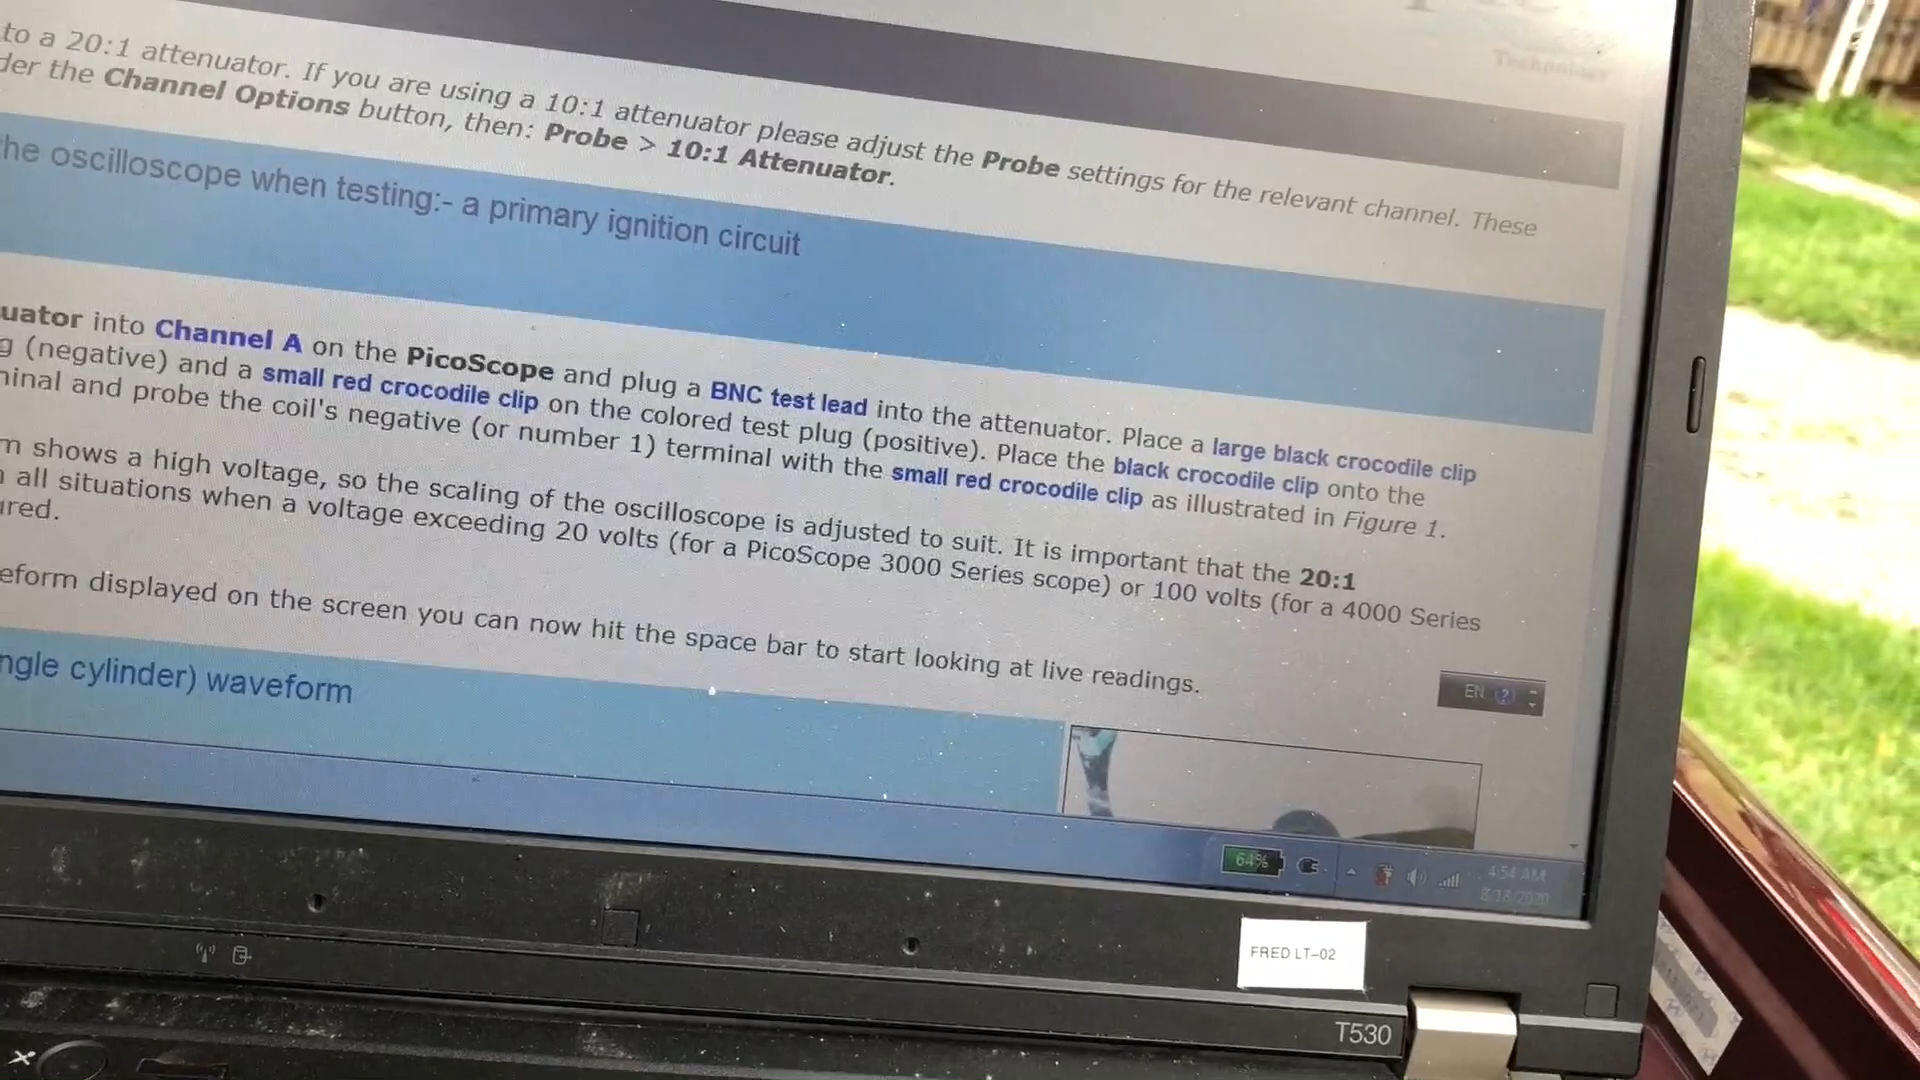 Technology
to a 20:1 attenuator. If you are using a 10:1 attenuator please adjust the Probe settings for the relevant channel. These
der the Channel Options button, then: Probe > 10:1 Attenuator.
he oscilloscope when testing:- a primary ignition circuit
uator into Channel A on the PicoScope and plug a BNC test lead into the attenuator. Place a large black crocodile clip
g (negative) and a small red crocodile clip on the colored test plug (positive). Place the black crocodile clip onto the
ninal and probe the coil's negative (or number 1) terminal with the small red crocodile clip as illustrated in Figure 1.
m shows a high voltage, so the scaling of the oscilloscope is adjusted to suit. It is important that the 20:1
all situations when a voltage exceeding 20 volts (for a PicoScope 3000 Series scope) or 100 volts (for a 4000 Series
ired.
eform displayed on the screen you can now hit the space bar to start looking at live readings.
EN
ngle cylinder) waveform
64%
4:54 AM
8/18/2020
FRED LT-02
T530